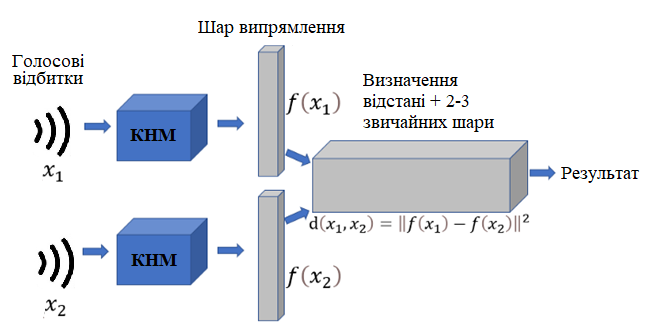 Шар випрямлення
Голосові
відбитки
Визначення
відстані + 2-3
звичайних шари
f(x₁)
КНМ
x₁
Результат
d(x₁,x₂) = ‖f(x₁) − f(x₂)‖²
КНМ
f(x₂)
x₂